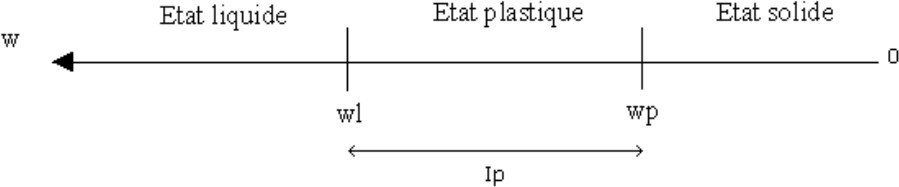 Etat liquide Etat plastique Etat solide
w 0
wl wp
Ip